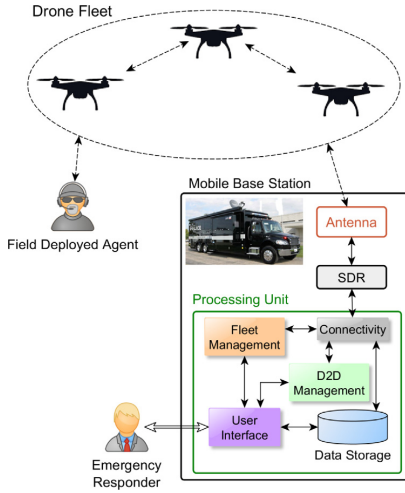 Drone Fleet
Field Deployed Agent
Mobile Base Station
Antenna
SDR
Processing Unit
Fleet
Management
Connectivity
D2D
Management
User
Interface
Data Storage
Emergency
Responder